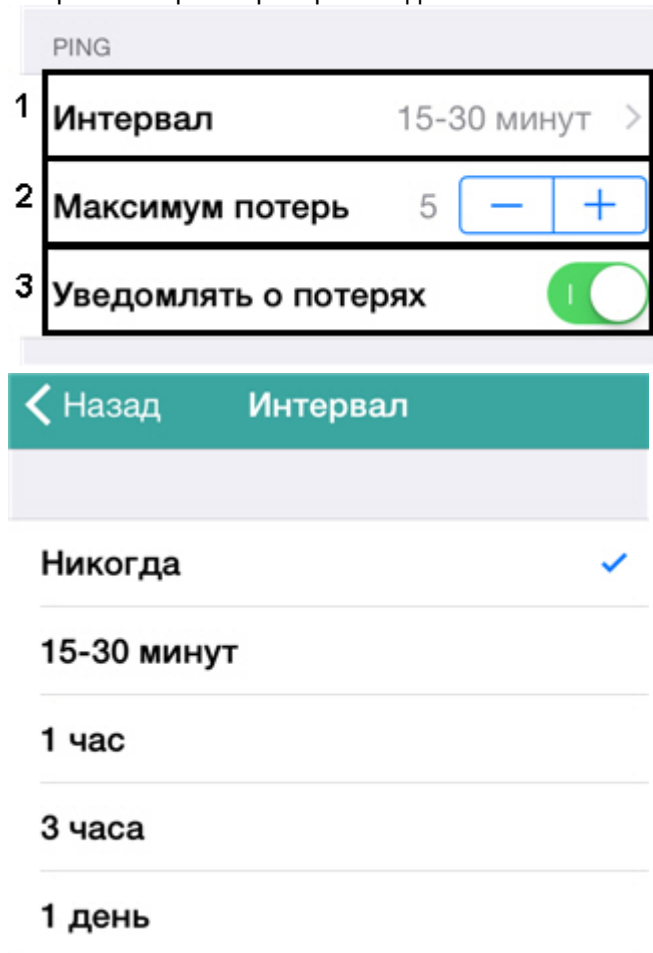 PING
1 Интервал 15-30 минут >
2 Максимум потерь 5 − +
3 Уведомлять о потерях
Назад Интервал
Никогда
15-30 минут
1 час
3 часа
1 день